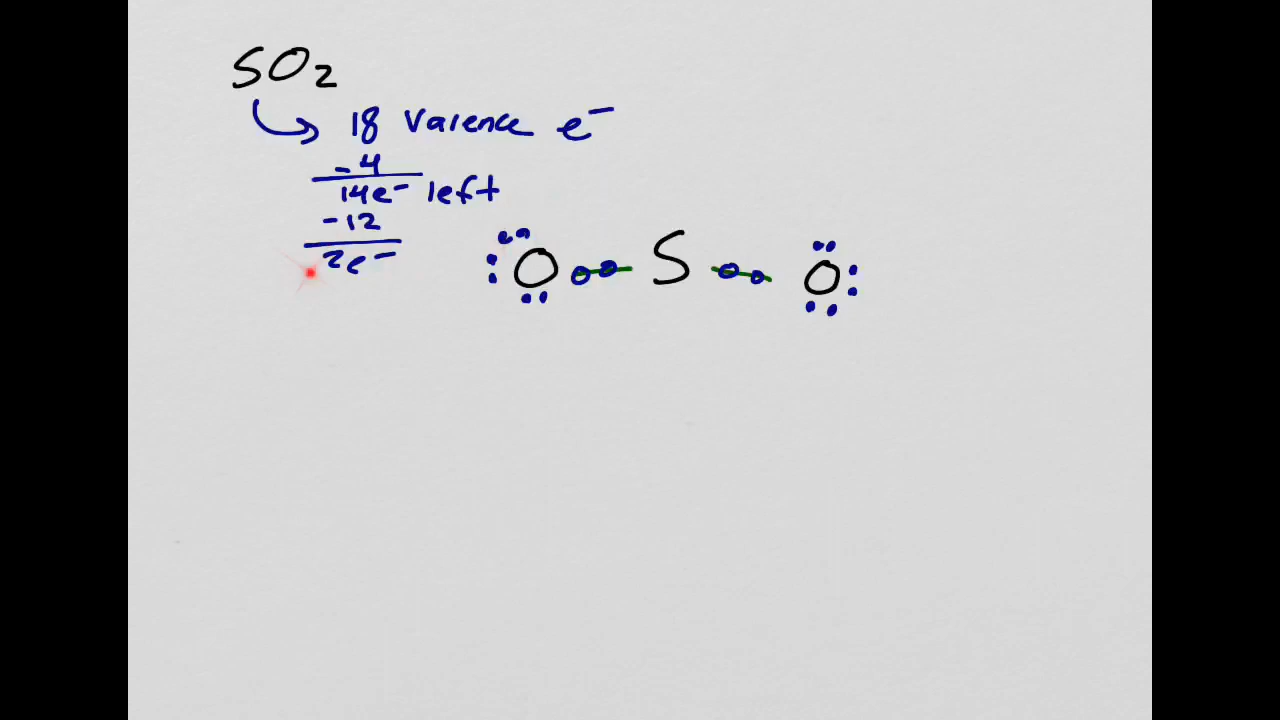 SO₂
18 Valence e⁻
-4
14e⁻ left
-12
2e⁻
O S O